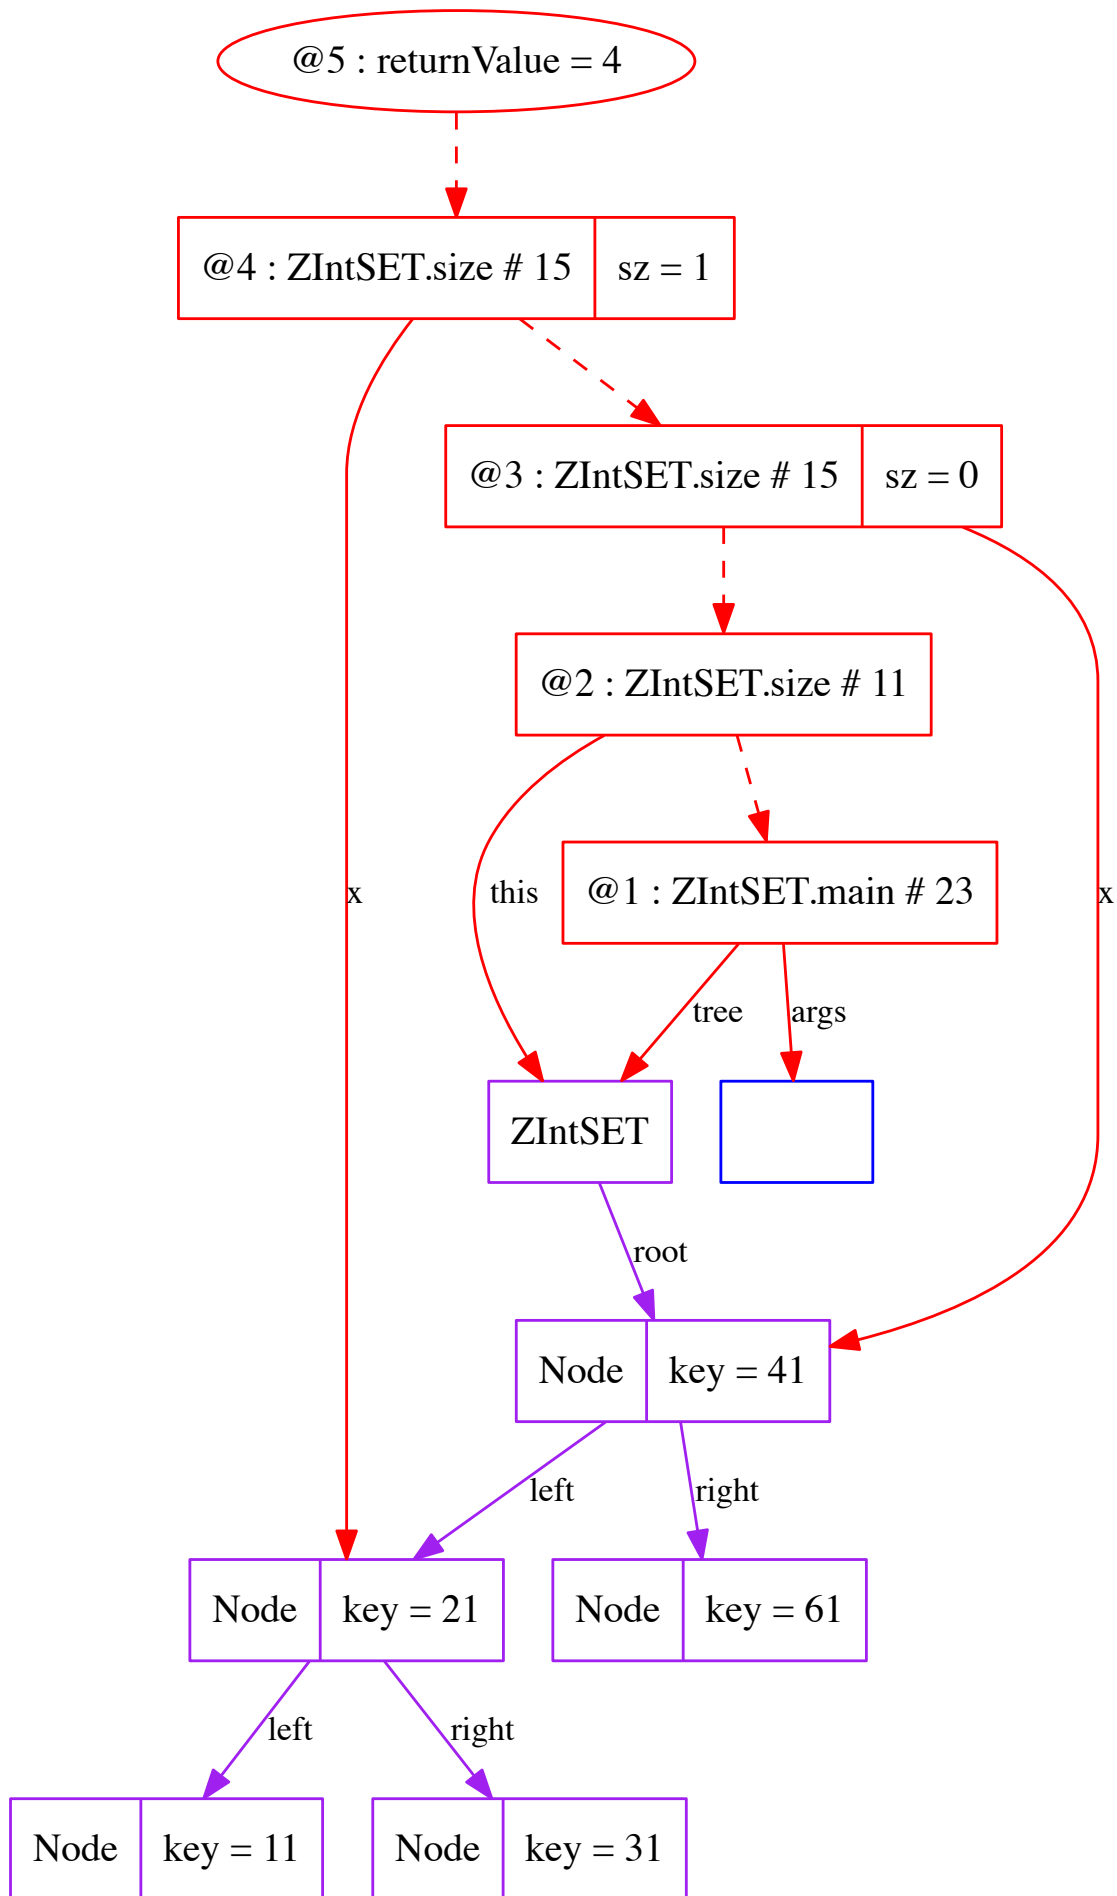 @5 : returnValue = 4
@4 : ZIntSET.size # 15
sz = 1
@3 : ZIntSET.size # 15
sz = 0
@2 : ZIntSET.size # 11
x
this
@1 : ZIntSET.main # 23
x
tree
args
ZIntSET
root
Node
key = 41
left
right
Node
key = 21
Node
key = 61
left
right
Node
key = 11
Node
key = 31